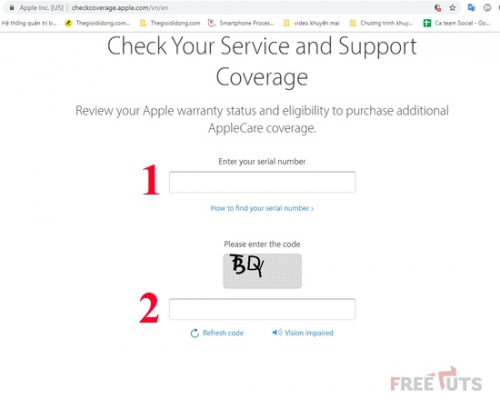 Apple Inc. [US] | checkcoverage.apple.com/vn/en
Hệ thống quản trị b... Thegioididong.com Thegioididong.com Smartphone Proces... video khuyến mại Chương trình khuy... Ca team Social - Go...
Check Your Service and Support
Coverage
Review your Apple warranty status and eligibility to purchase additional
AppleCare coverage.
Enter your serial number
1
How to find your serial number ›
Please enter the code
2
Refresh code Vision impaired
FREETUTS